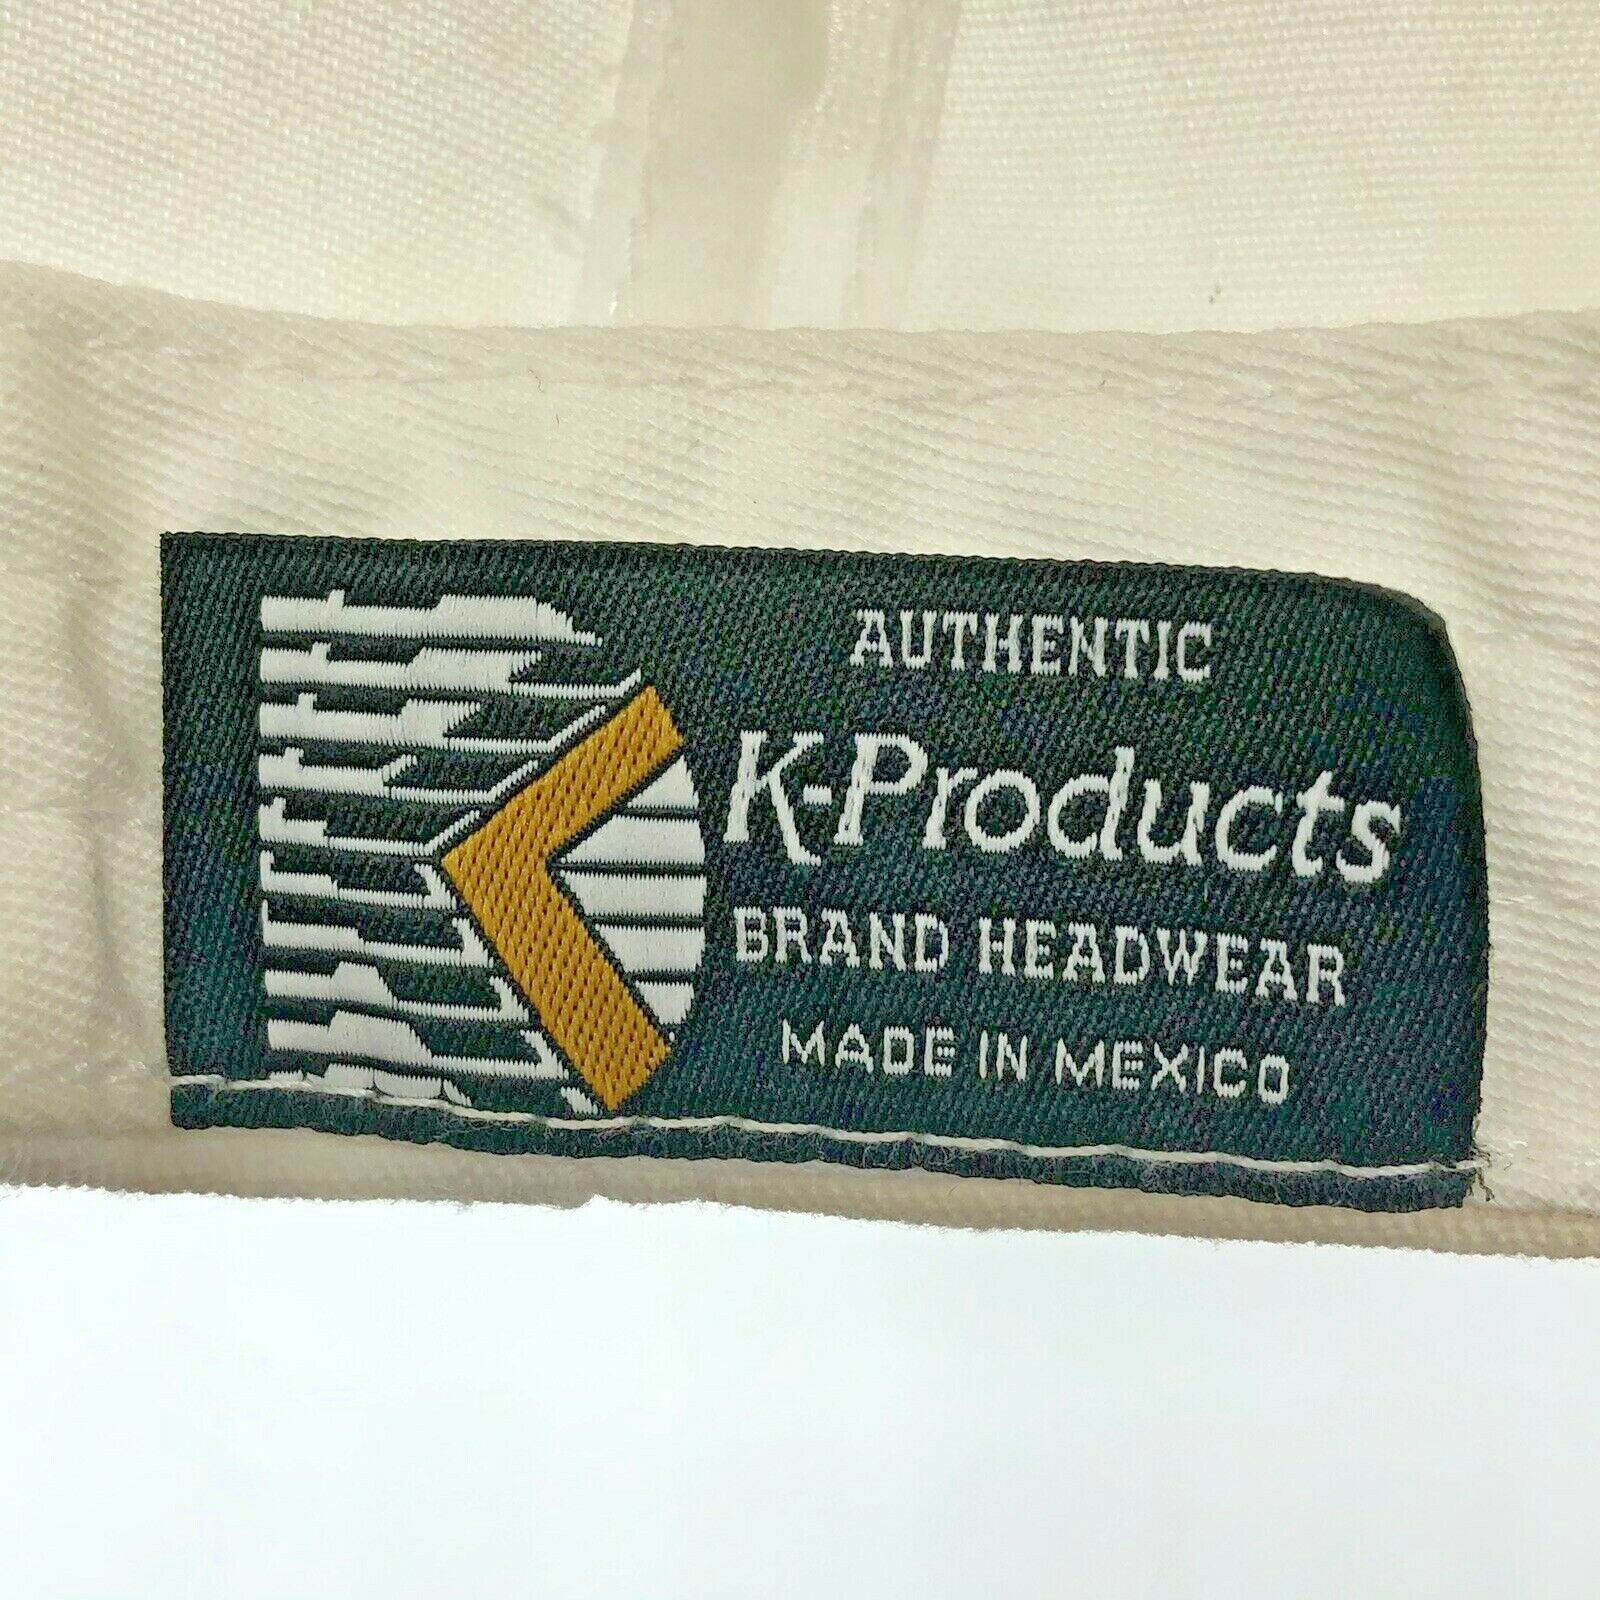 AUTHENTIC
K-Products
BRAND HEADWEAR
MADE IN MEXICO